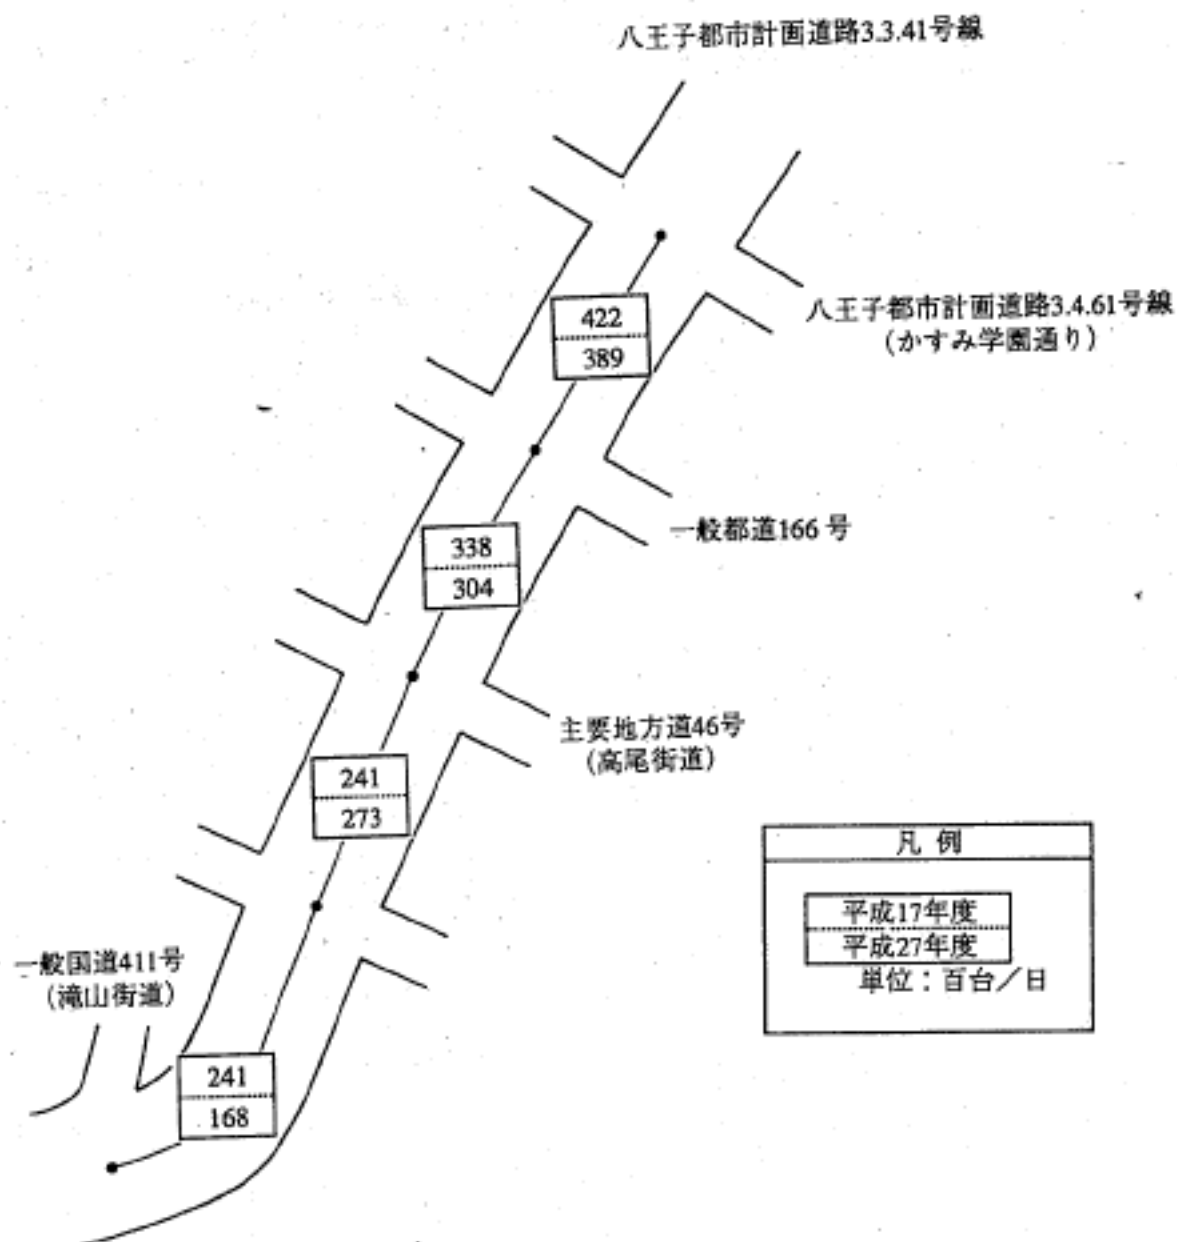 八王子都市計画道路3.3.41号線
八王子都市計画道路3.4.61号線
(かすみ学園通り)
422
389
一般都道166号
338
304
主要地方道46号
(高尾街道)
241
273
凡例
平成17年度
平成27年度
単位：百台／日
一般国道411号
(滝山街道)
241
168